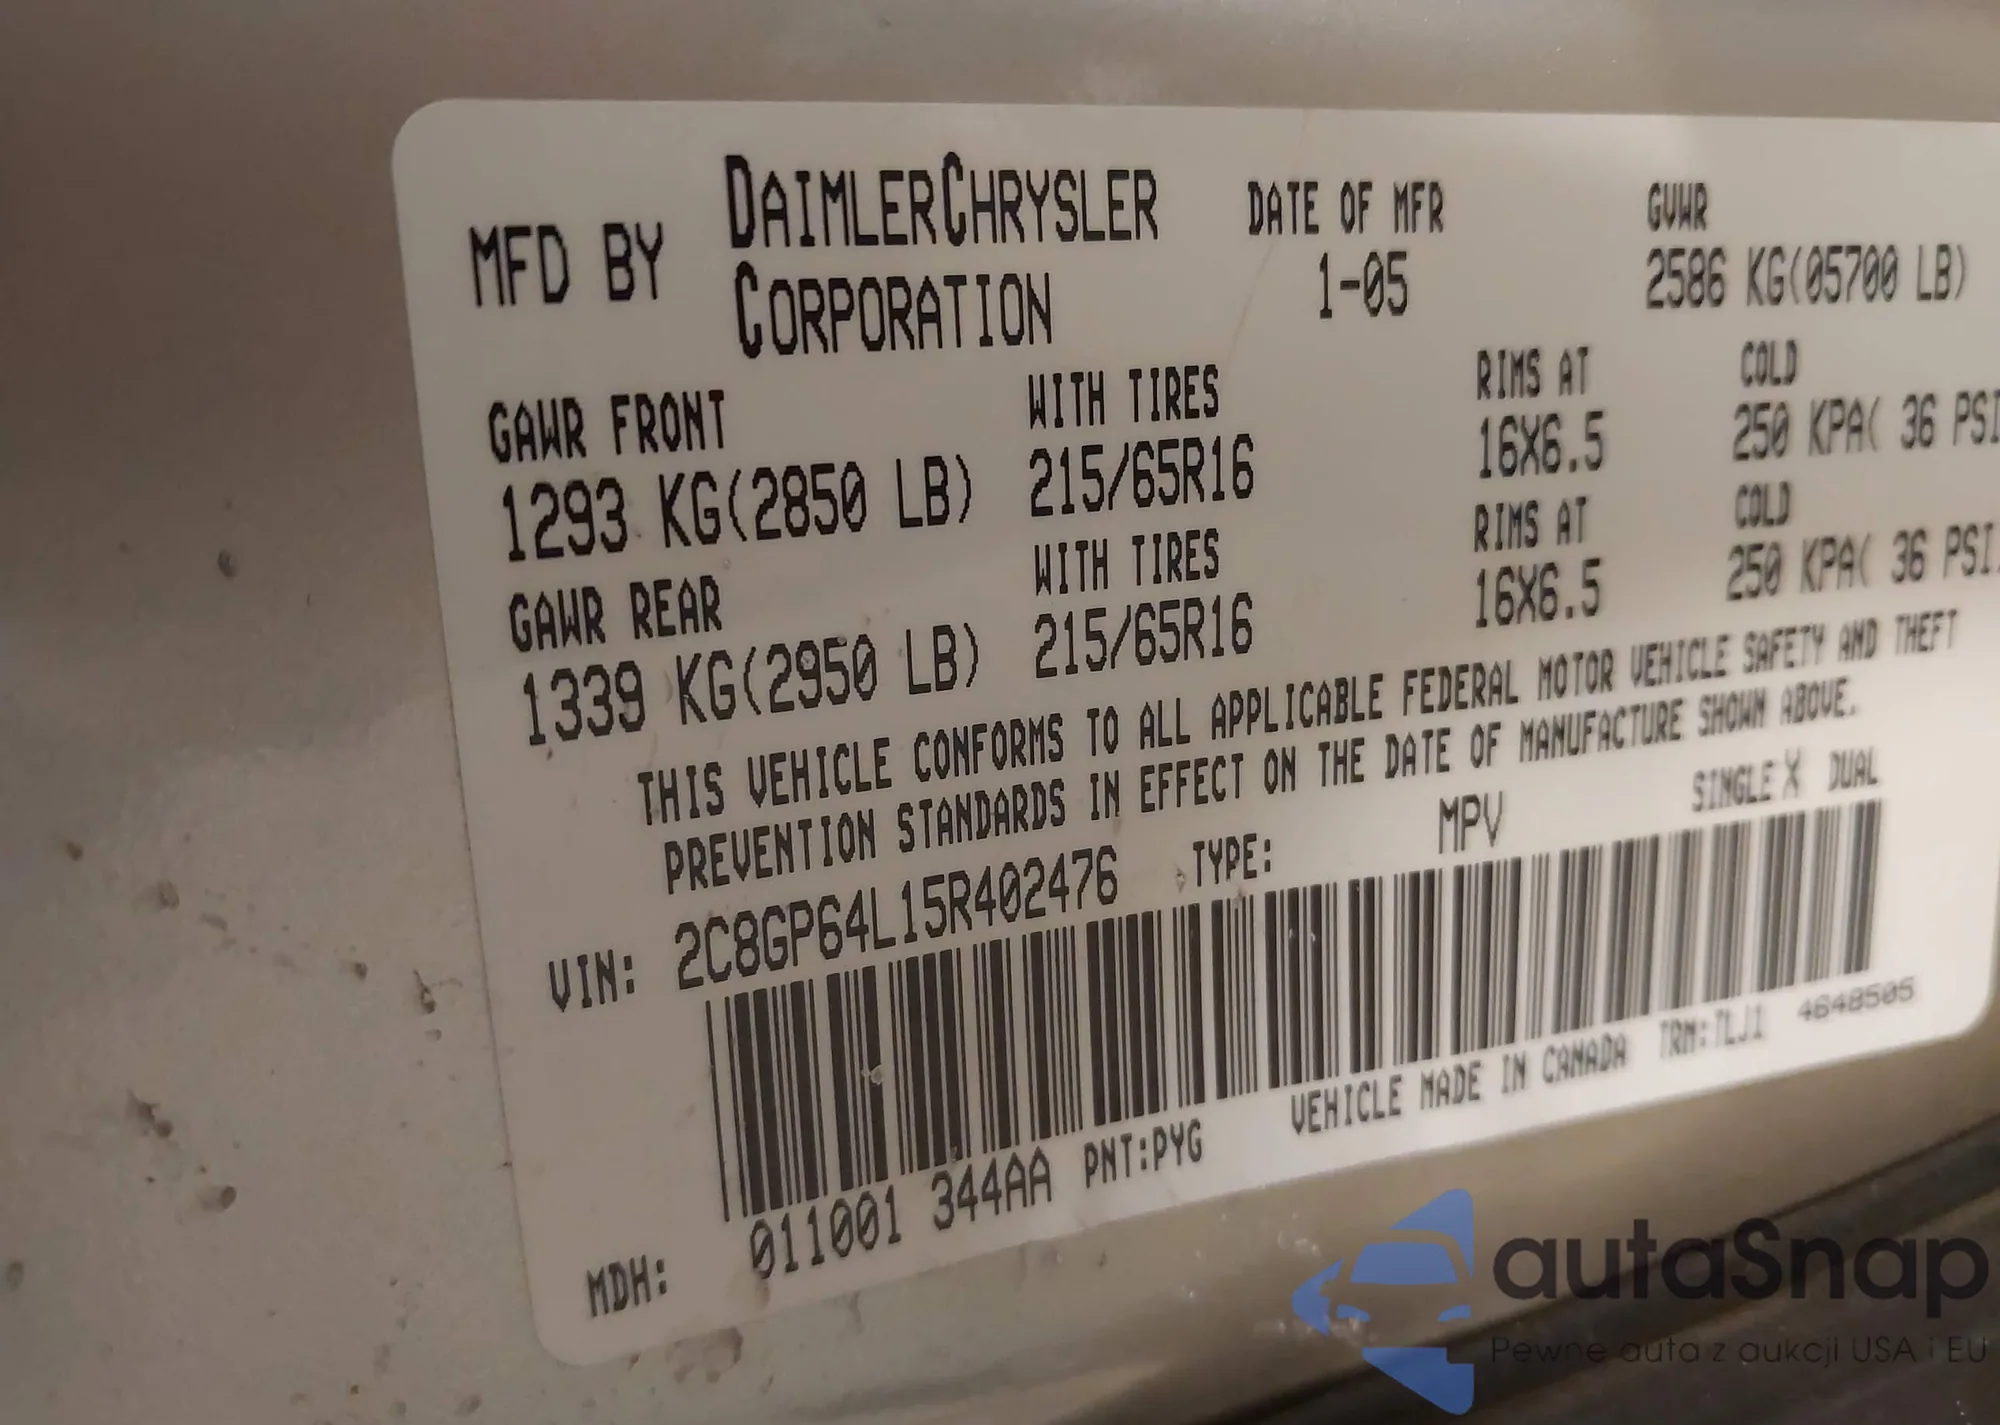 MFD BY DAIMLERCHRYSLER CORPORATION
DATE OF MFR
1-05
GVWR
2586 KG(05700 LB)
GAWR FRONT WITH TIRES RIMS AT COLD
1293 KG(2850 LB) 215/65R16 16X6.5 250 KPA( 36 PSI
GAWR REAR WITH TIRES RIMS AT COLD
1339 KG(2950 LB) 215/65R16 16X6.5 250 KPA( 36 PSI
THIS VEHICLE CONFORMS TO ALL APPLICABLE FEDERAL MOTOR VEHICLE SAFETY AND THEFT
PREVENTION STANDARDS IN EFFECT ON THE DATE OF MANUFACTURE SHOWN ABOVE.
VIN: 2C8GP64L15R402476 TYPE: MPV SINGLE X DUAL
MDH: 011001 344AA PNT:PYG VEHICLE MADE IN CANADA TRN:TLJ1 4648505
autaSnap
Pewne auta z aukcji USA i EU